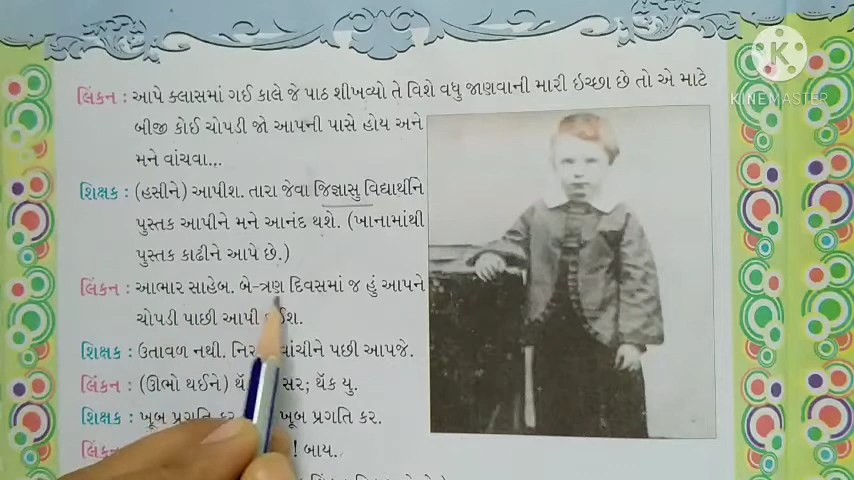 લિંકન : આપે ક્લાસમાં ગઈ કાલે જે પાઠ શીખવ્યો તે વિશે વધુ જાણવાની મારી ઇચ્છા છે તો એ માટે
બીજી કોઈ ચોપડી જો આપની પાસે હોય અને
મને વાંચવા...
શિક્ષક : (હસીને) આપીશ. તારા જેવા જિજ્ઞાસુ વિદ્યાર્થીને
પુસ્તક આપીને મને આનંદ થશે. (ખાનામાંથી
પુસ્તક કાઢીને આપે છે.)
લિંકન : આભાર સાહેબ. બે-ત્રણ દિવસમાં જ હું આપને
ચોપડી પાછી આપી
શિક્ષક : ઉતાવળ નથી. વાંચીને પછી આપજે.
લિંકન : (ઊભો થઈને) સર; થૅંક યુ.
શિક્ષક : ખૂબ પ્રગતિ કર ખૂબ પ્રગતિ કર.
લિંકન ! બાય.
KINEMASTER